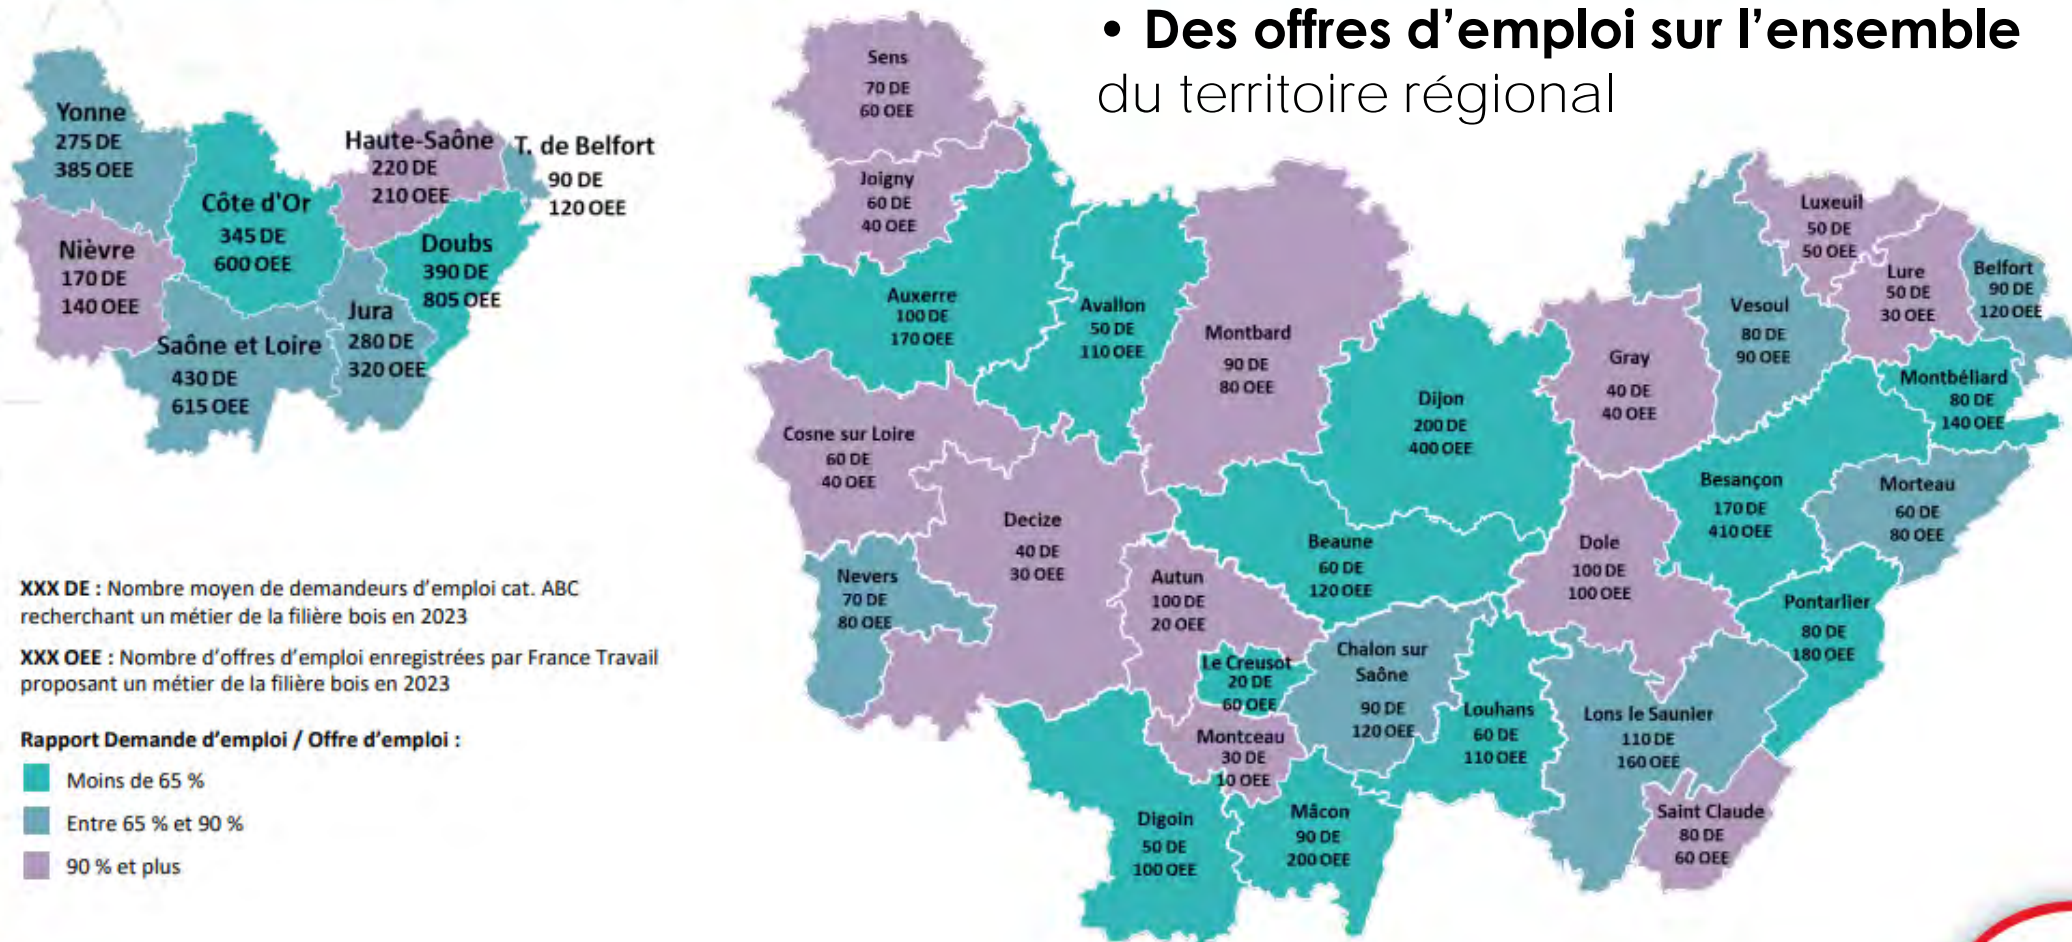 • Des offres d'emploi sur l'ensemble
du territoire régional
Yonne
275 DE
385 OEE
Côte d'Or
345 DE
600 OEE
Haute-Saône
220 DE
210 OEE
T. de Belfort
90 DE
120 OEE
Nièvre
170 DE
140 OEE
Doubs
390 DE
805 OEE
Jura
280 DE
320 OEE
Saône et Loire
430 DE
615 OEE
XXX DE : Nombre moyen de demandeurs d'emploi cat. ABC
recherchant un métier de la filière bois en 2023
XXX OEE : Nombre d'offres d'emploi enregistrées par France Travail
proposant un métier de la filière bois en 2023
Rapport Demande d'emploi / Offre d'emploi :
Moins de 65 %
Entre 65 % et 90 %
90 % et plus
Sens
70 DE
60 OEE
Joigny
60 DE
40 OEE
Auxerre
100 DE
170 OEE
Avallon
50 DE
110 OEE
Montbard
90 DE
80 OEE
Dijon
200 DE
400 OEE
Gray
40 DE
40 OEE
Vesoul
80 DE
90 OEE
Luxeuil
50 DE
50 OEE
Lure
50 DE
30 OEE
Belfort
90 DE
120 OEE
Montbéliard
80 DE
140 OEE
Cosne sur Loire
60 DE
40 OEE
Decize
40 DE
30 OEE
Nevers
70 DE
80 OEE
Autun
100 DE
20 OEE
Beaune
60 DE
120 OEE
Dole
100 DE
100 OEE
Besançon
170 DE
410 OEE
Morteau
60 DE
80 OEE
Pontarlier
80 DE
180 OEE
Le Creusot
20 DE
60 OEE
Chalon sur
Saône
90 DE
120 OEE
Louhans
60 DE
110 OEE
Lons le Saunier
110 DE
160 OEE
Montceau
30 DE
10 OEE
Digoin
50 DE
100 OEE
Mâcon
90 DE
200 OEE
Saint Claude
80 DE
60 OEE